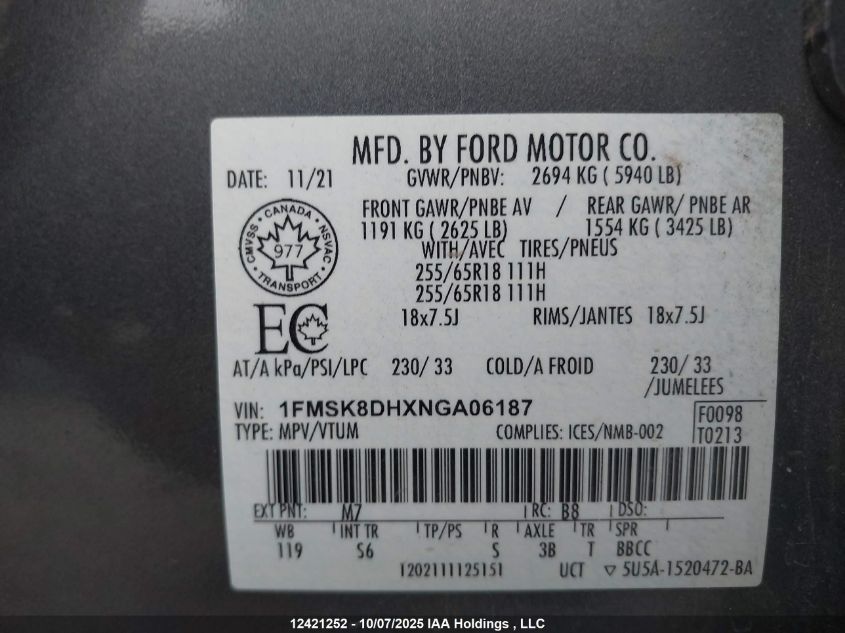 MFD. BY FORD MOTOR CO.
DATE: 11/21 GVWR/PNBV: 2694 KG ( 5940 LB)
FRONT GAWR/PNBE AV / REAR GAWR/ PNBE AR
1191 KG ( 2625 LB) 1554 KG ( 3425 LB)
WITH/AVEC TIRES/PNEUS
255/65R18 111H
255/65R18 111H
18x7.5J RIMS/JANTES 18x7.5J
CANADA
CMVSS NSVAC
977
TRANSPORT
EC
AT/A kPa/PSI/LPC 230/ 33 COLD/A FROID 230/ 33
/JUMELEES
VIN: 1FMSK8DHXNGA06187 F0098
TYPE: MPV/VTUM COMPLIES: ICES/NMB-002 T0213
EXT PNT: M7 RC: B8 DSO:
WB INT TR TP/PS R AXLE TR SPR
119 S6 S 3B T BBCC
1202111125151 UCT ▽ 5U5A-1520472-BA
12421252 - 10/07/2025 IAA Holdings , LLC